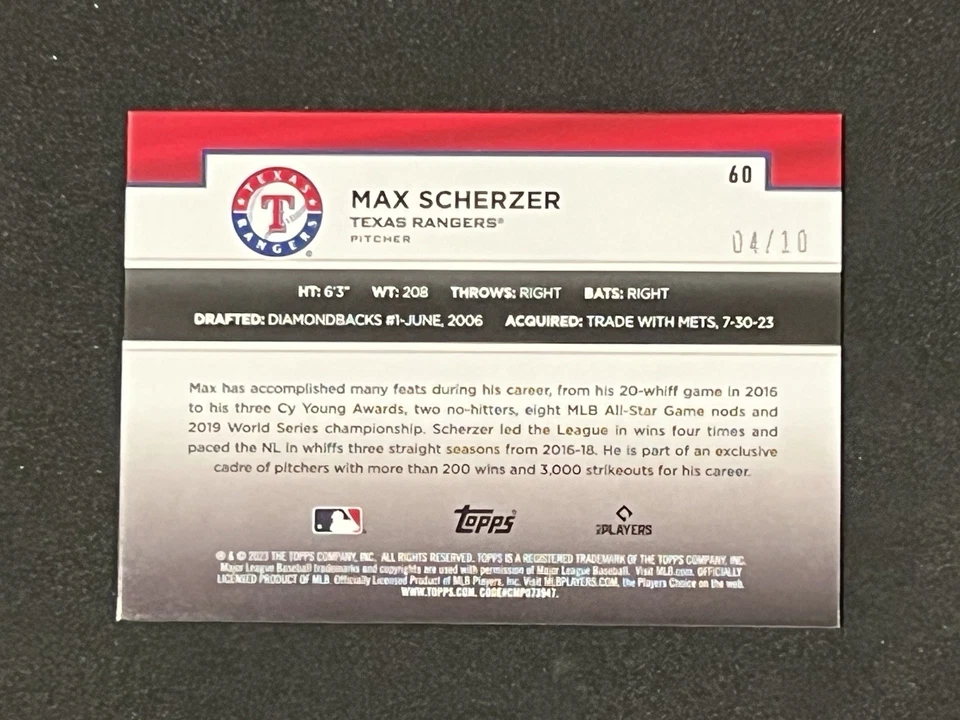 60
TEXAS
T
RANGERS
®
MAX SCHERZER
TEXAS RANGERS®
PITCHER
04/10
HT: 6'3" WT: 208 THROWS: RIGHT BATS: RIGHT
DRAFTED: DIAMONDBACKS #1-JUNE, 2006 ACQUIRED: TRADE WITH METS, 7-30-23
Max has accomplished many feats during his career, from his 20-whiff game in 2016
to his three Cy Young Awards, two no-hitters, eight MLB All-Star Game nods and
2019 World Series championship. Scherzer led the League in wins four times and
paced the NL in whiffs three straight seasons from 2016-18. He is part of an exclusive
cadre of pitchers with more than 200 wins and 3,000 strikeouts for his career.
Topps®
PLAYERS
® & © 2023 THE TOPPS COMPANY, INC. ALL RIGHTS RESERVED. TOPPS IS A REGISTERED TRADEMARK OF THE TOPPS COMPANY, INC.
Major League Baseball trademarks and copyrights are used with permission of Major League Baseball. Visit MLB.com. OFFICIALLY
LICENSED PRODUCT OF MLB. Officially Licensed Product of MLB Players, Inc. Visit MLBPLAYERS.COM, the Players Choice on the web.
WWW.TOPPS.COM. CODE#CMP073947.